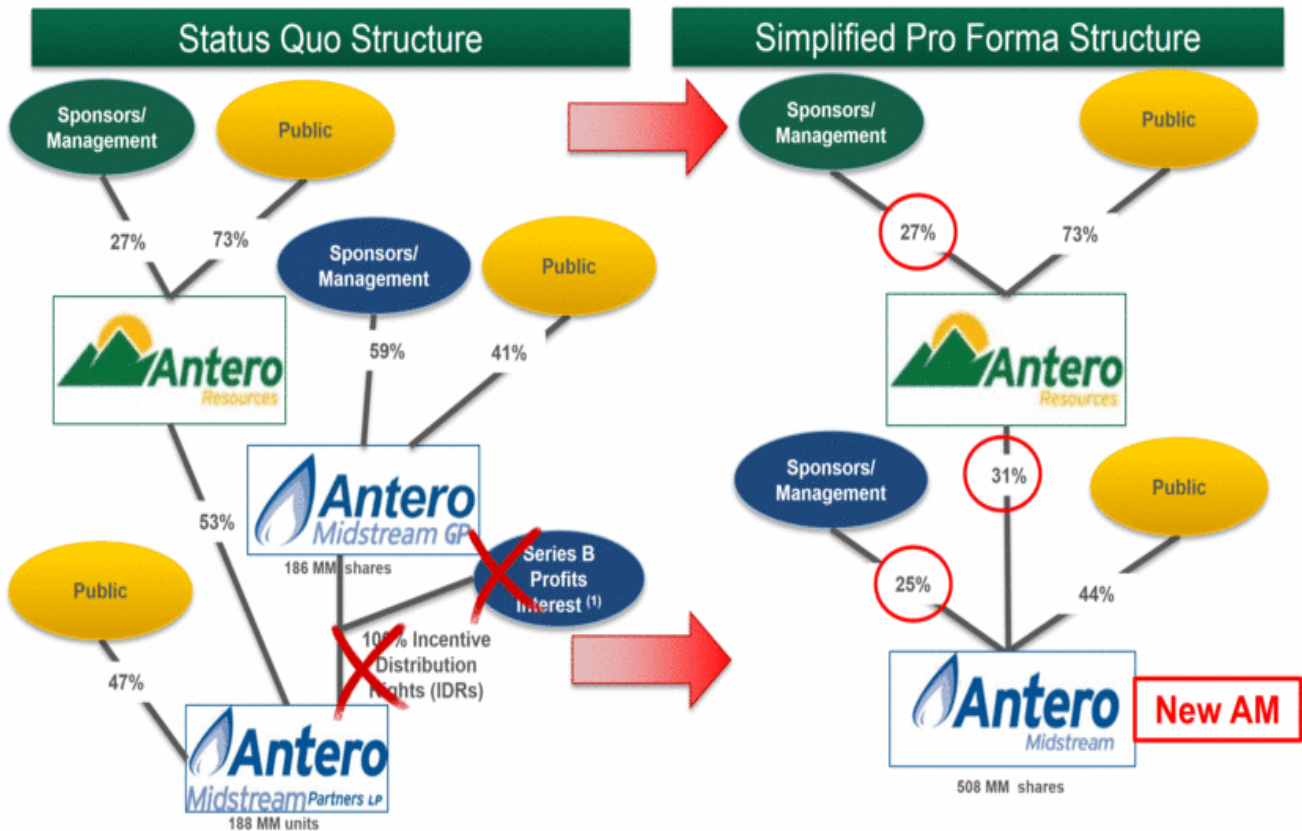 Status Quo Structure
Simplified Pro Forma Structure
Sponsors/
Management
Public
27%
73%
Sponsors/
Management
Public
59%
41%
Antero
Resources
53%
Antero
Midstream GP
186 MM shares
Series B
Profits
Interest (1)
100% Incentive
Distribution
Rights (IDRs)
Public
47%
Antero
Midstream Partners LP
188 MM units
Sponsors/
Management
Public
27%
73%
Antero
Resources
Sponsors/
Management
31%
Public
25%
44%
Antero
Midstream
New AM
508 MM shares